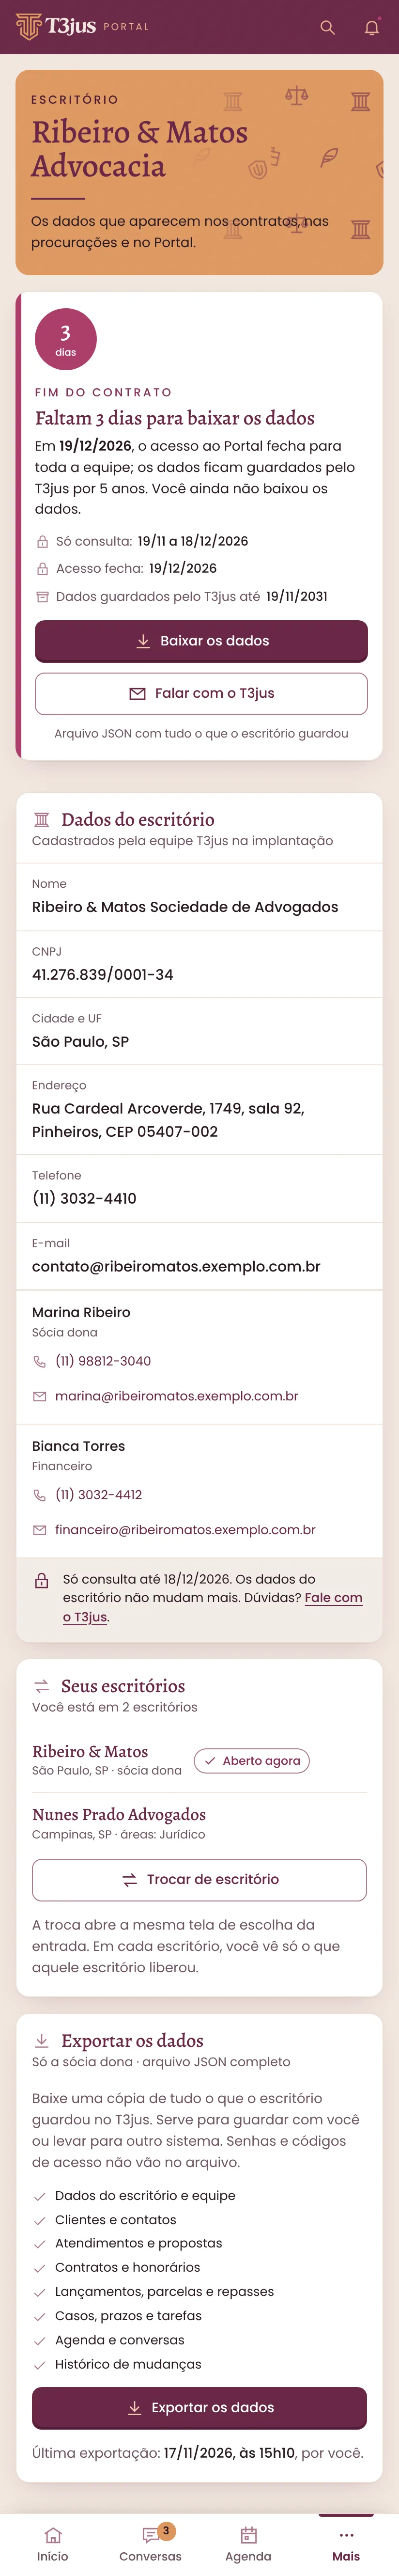 T3jus PORTAL
ESCRITÓRIO
Ribeiro & Matos
Advocacia
Os dados que aparecem nos contratos, nas
procurações e no Portal.
3
dias
FIM DO CONTRATO
Faltam 3 dias para baixar os dados
Em 19/12/2026, o acesso ao Portal fecha para
toda a equipe; os dados ficam guardados pelo
T3jus por 5 anos. Você ainda não baixou os
dados.
Só consulta: 19/11 a 18/12/2026
Acesso fecha: 19/12/2026
Dados guardados pelo T3jus até 19/11/2031
Baixar os dados
Falar com o T3jus
Arquivo JSON com tudo o que o escritório guardou
Dados do escritório
Cadastrados pela equipe T3jus na implantação
Nome
Ribeiro & Matos Sociedade de Advogados
CNPJ
41.276.839/0001-34
Cidade e UF
São Paulo, SP
Endereço
Rua Cardeal Arcoverde, 1749, sala 92,
Pinheiros, CEP 05407-002
Telefone
(11) 3032-4410
E-mail
contato@ribeiromatos.exemplo.com.br
Marina Ribeiro
Sócia dona
(11) 98812-3040
marina@ribeiromatos.exemplo.com.br
Bianca Torres
Financeiro
(11) 3032-4412
financeiro@ribeiromatos.exemplo.com.br
Só consulta até 18/12/2026. Os dados do
escritório não mudam mais. Dúvidas? Fale com
o T3jus.
Seus escritórios
Você está em 2 escritórios
Ribeiro & Matos
São Paulo, SP · sócia dona
Aberto agora
Nunes Prado Advogados
Campinas, SP · áreas: Jurídico
Trocar de escritório
A troca abre a mesma tela de escolha da
entrada. Em cada escritório, você vê só o que
aquele escritório liberou.
Exportar os dados
Só a sócia dona · arquivo JSON completo
Baixe uma cópia de tudo o que o escritório
guardou no T3jus. Serve para guardar com você
ou levar para outro sistema. Senhas e códigos
de acesso não vão no arquivo.
Dados do escritório e equipe
Clientes e contatos
Atendimentos e propostas
Contratos e honorários
Lançamentos, parcelas e repasses
Casos, prazos e tarefas
Agenda e conversas
Histórico de mudanças
Exportar os dados
Última exportação: 17/11/2026, às 15h10, por você.
3
Início
Conversas
Agenda
Mais